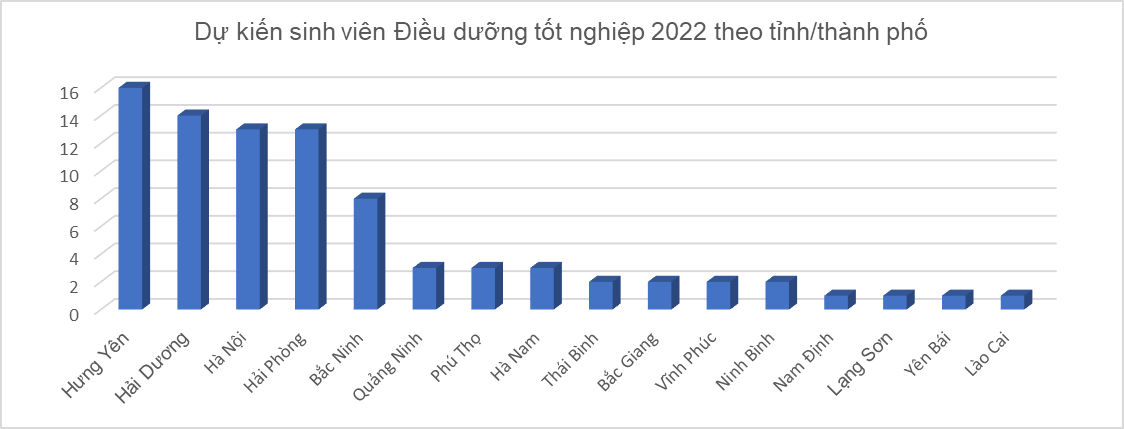 Dự kiến sinh viên Điều dưỡng tốt nghiệp 2022 theo tỉnh/thành phố
16
14
12
10
8
6
4
2
0
Hưng Yên
Hải Dương
Hà Nội
Hải Phòng
Bắc Ninh
Quảng Ninh
Phú Thọ
Hà Nam
Thái Bình
Bắc Giang
Vĩnh Phúc
Ninh Bình
Nam Định
Lạng Sơn
Yên Bái
Lào Cai